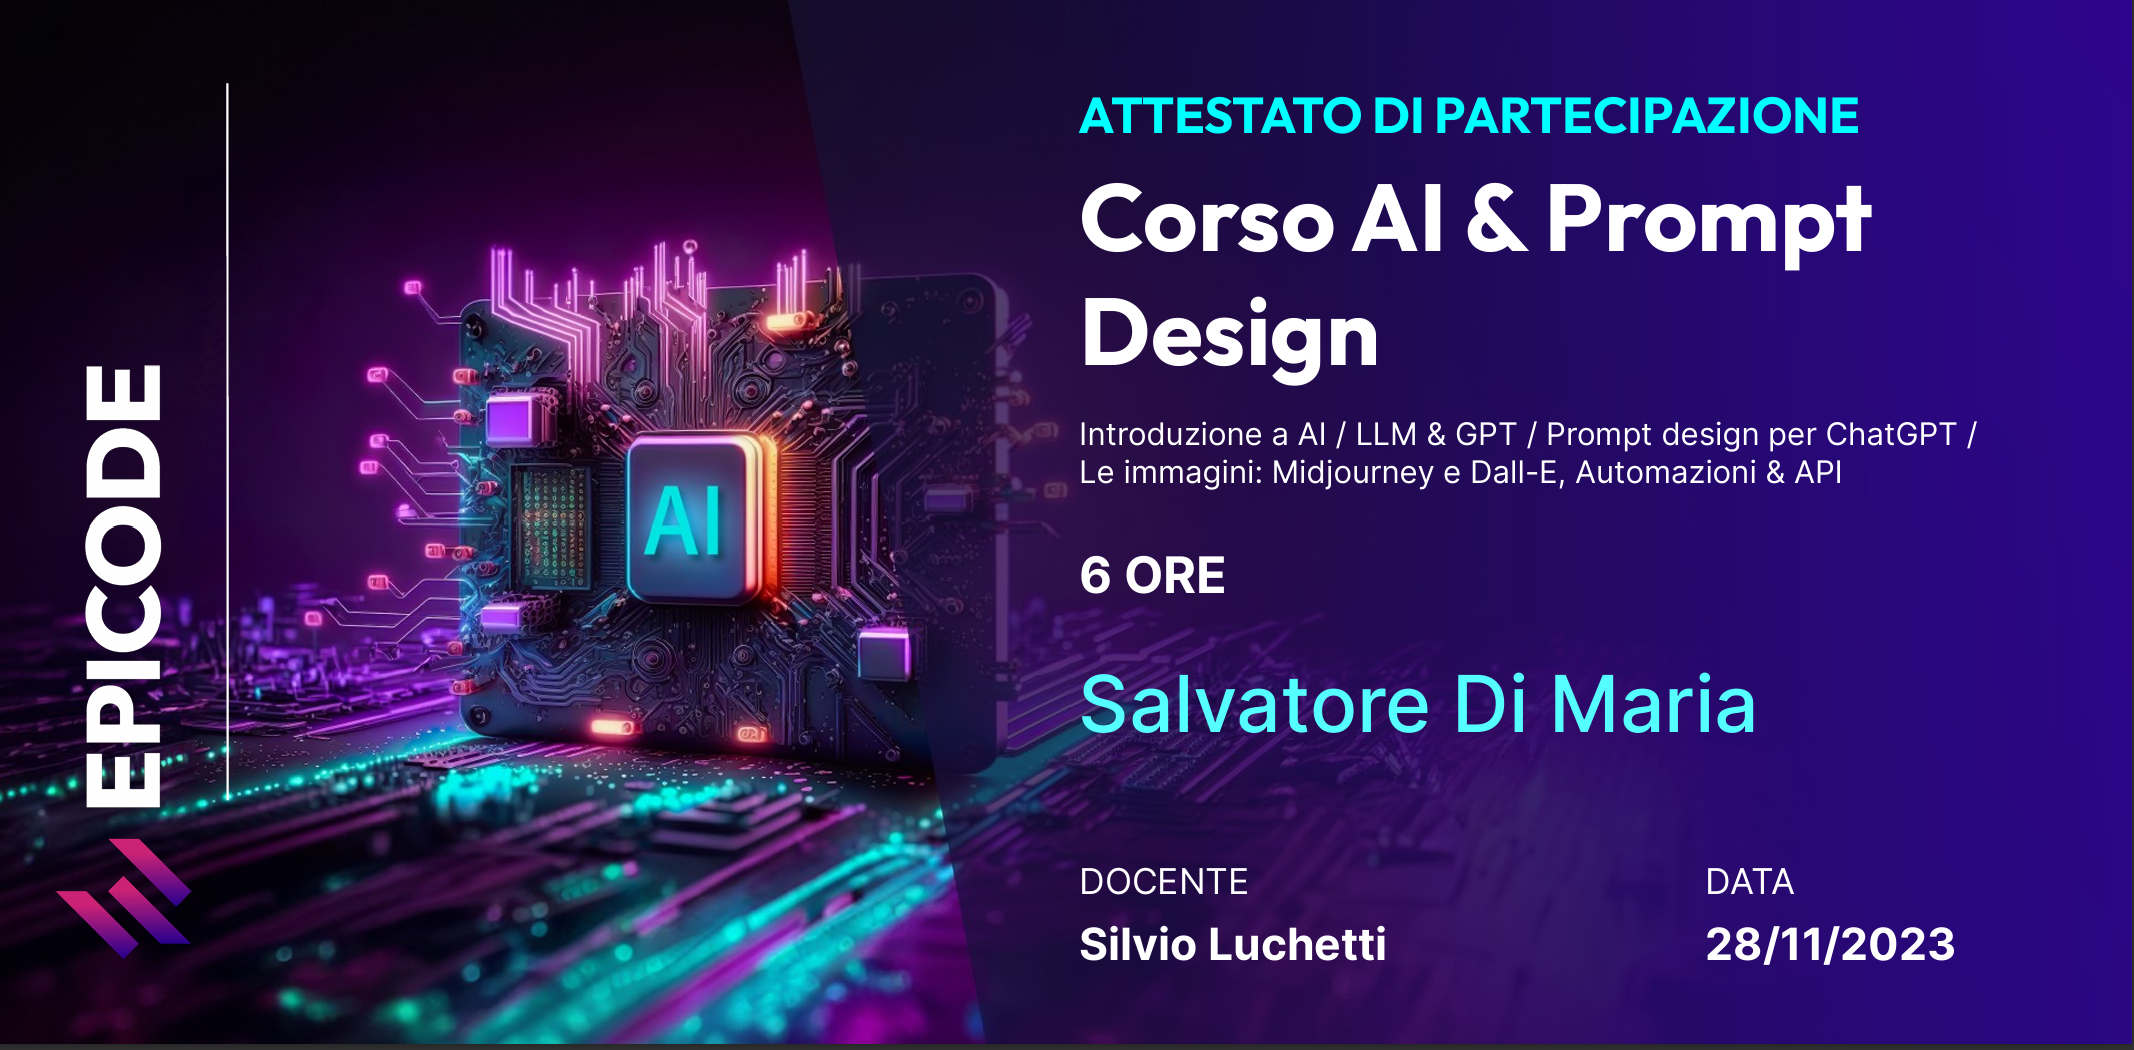 EPICODE
AI
ATTESTATO DI PARTECIPAZIONE
Corso AI & Prompt
Design
Introduzione a AI / LLM & GPT / Prompt design per ChatGPT /
Le immagini: Midjourney e Dall-E, Automazioni & API
6 ORE
Salvatore Di Maria
DOCENTE
Silvio Luchetti
DATA
28/11/2023